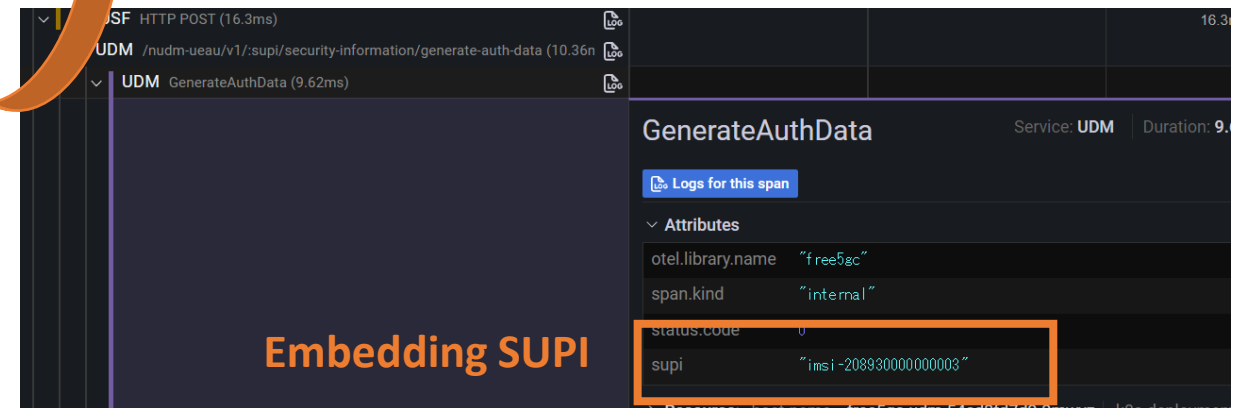 USF HTTP POST (16.3ms)
16.3
UDM /nudm-ueau/v1/:supi/security-information/generate-auth-data (10.36n
UDM GenerateAuthData (9.62ms)
GenerateAuthData
Service: UDM
Duration: 9.
Logs for this span
Attributes
otel.library.name "free5gc"
span.kind "internal"
status.code 0
Embedding SUPI
supi "imsi-208930000000003"